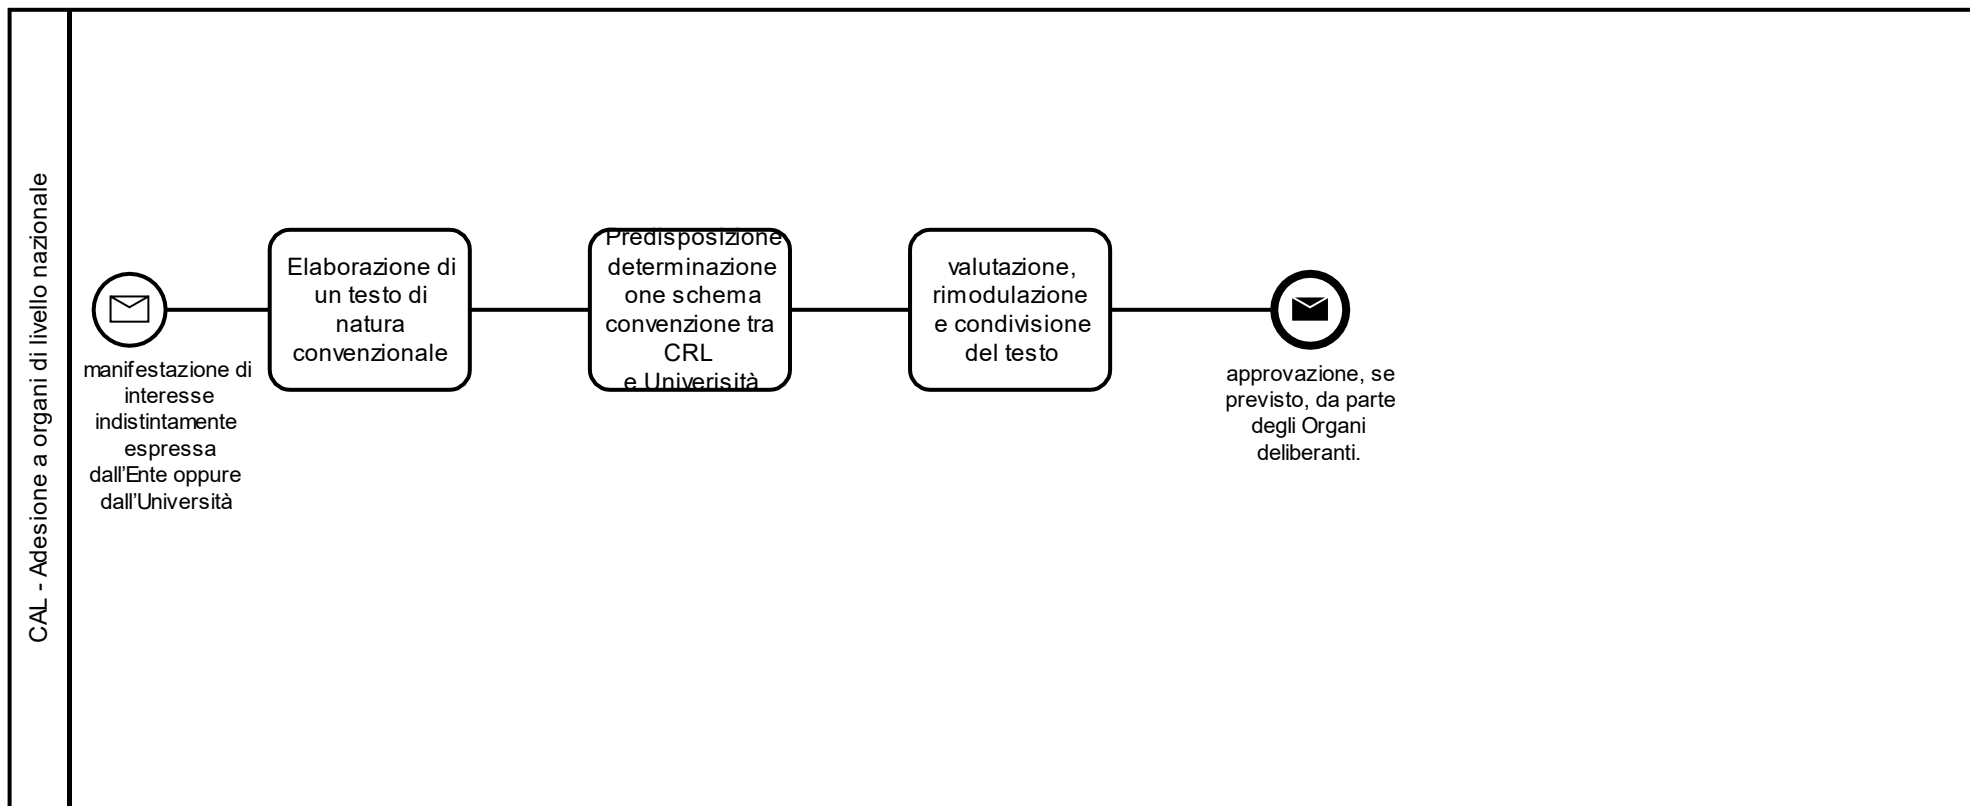 CAL - Adesione a organi di livello nazionale
manifestazione di
interesse
indistintamente
espressa
dall'Ente oppure
dall'Università
Elaborazione di
un testo di
natura
convenzionale
Predisposizione
determinazione
one schema
convenzione tra
CRL
e Univerisità
valutazione,
rimodulazione
e condivisione
del testo
approvazione, se
previsto, da parte
degli Organi
deliberanti.